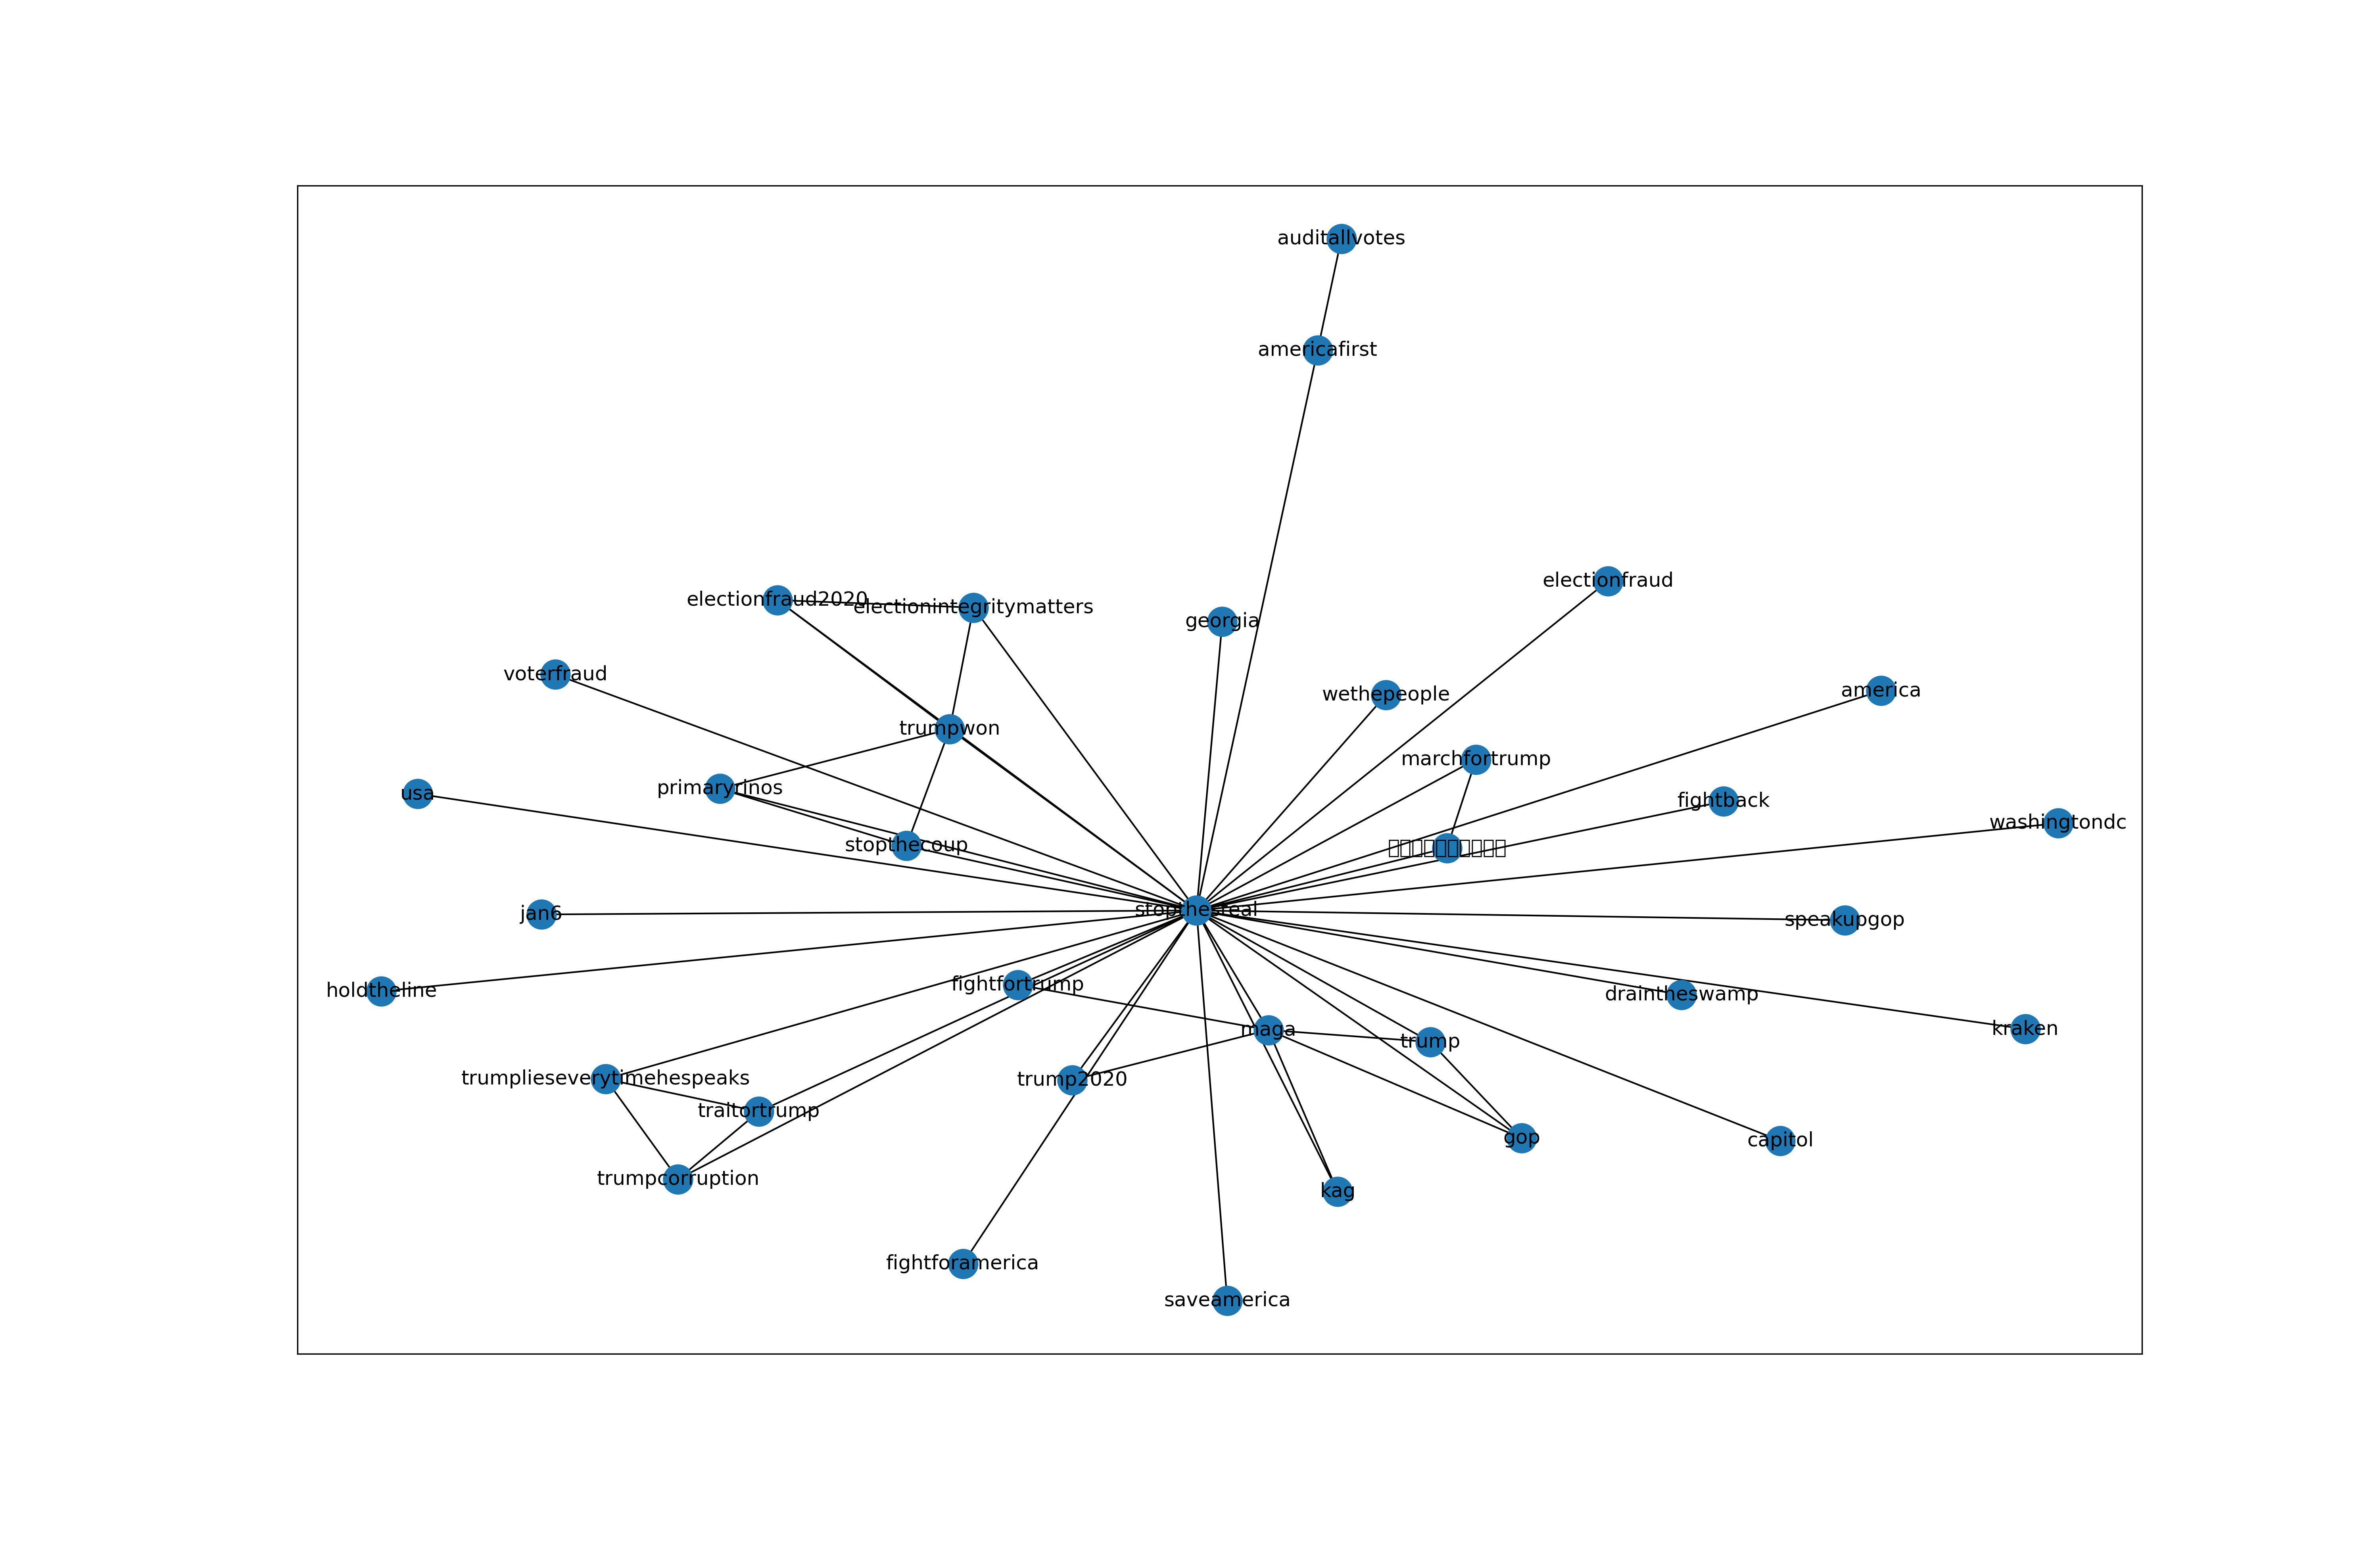 auditallvotes
americafirst
electionfraud
electionfraud2020
electionintegritymatters
georgia
voterfraud
wethepeople
america
trumpwon
marchfortrump
primaryrinos
usa
fightback
washingtondc
stopthecoup
stopthesteal
jan6
speakupgop
fightfortrump
holdtheline
draintheswamp
maga
kraken
trump
trumplieseverytimehespeaks
trump2020
traitortrump
gop
capitol
trumpcorruption
kag
fightforamerica
saveamerica